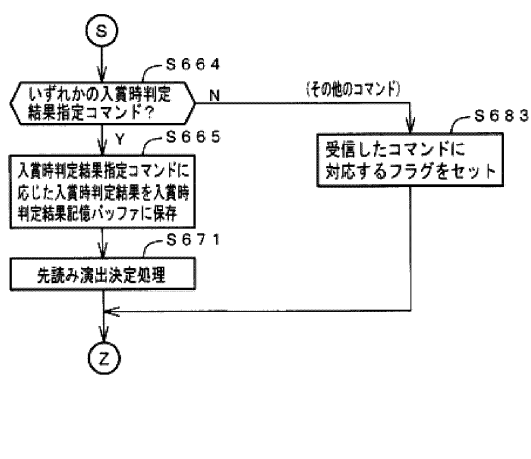 S
S664
いずれかの入賞時判定
結果指定コマンド?
N
(その他のコマンド)
S683
Y
S665
受信したコマンドに
対応するフラグをセット
入賞時判定結果指定コマンドに
応じた入賞時判定結果を入賞時
判定結果記憶バッファに保存
S671
先読み演出決定処理
Z